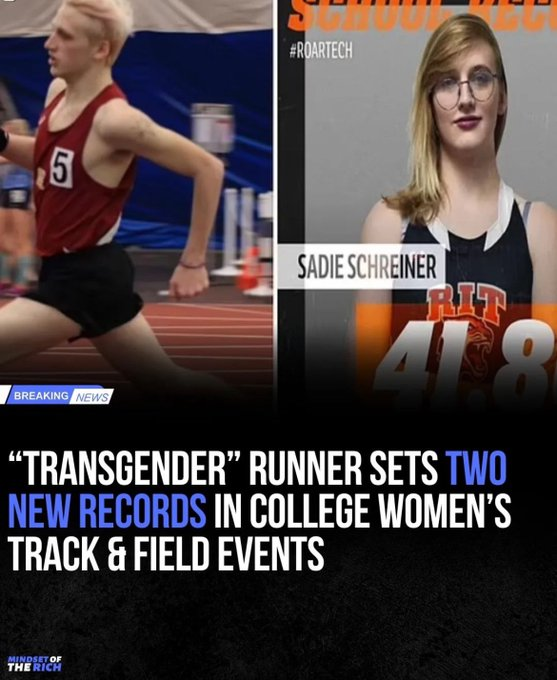 #ROARTECH
5
SADIE SCHREINER
RIT
41.8
BREAKING NEWS
“TRANSGENDER” RUNNER SETS TWO
NEW RECORDS IN COLLEGE WOMEN’S
TRACK & FIELD EVENTS
MINDSET OF
THE RICH